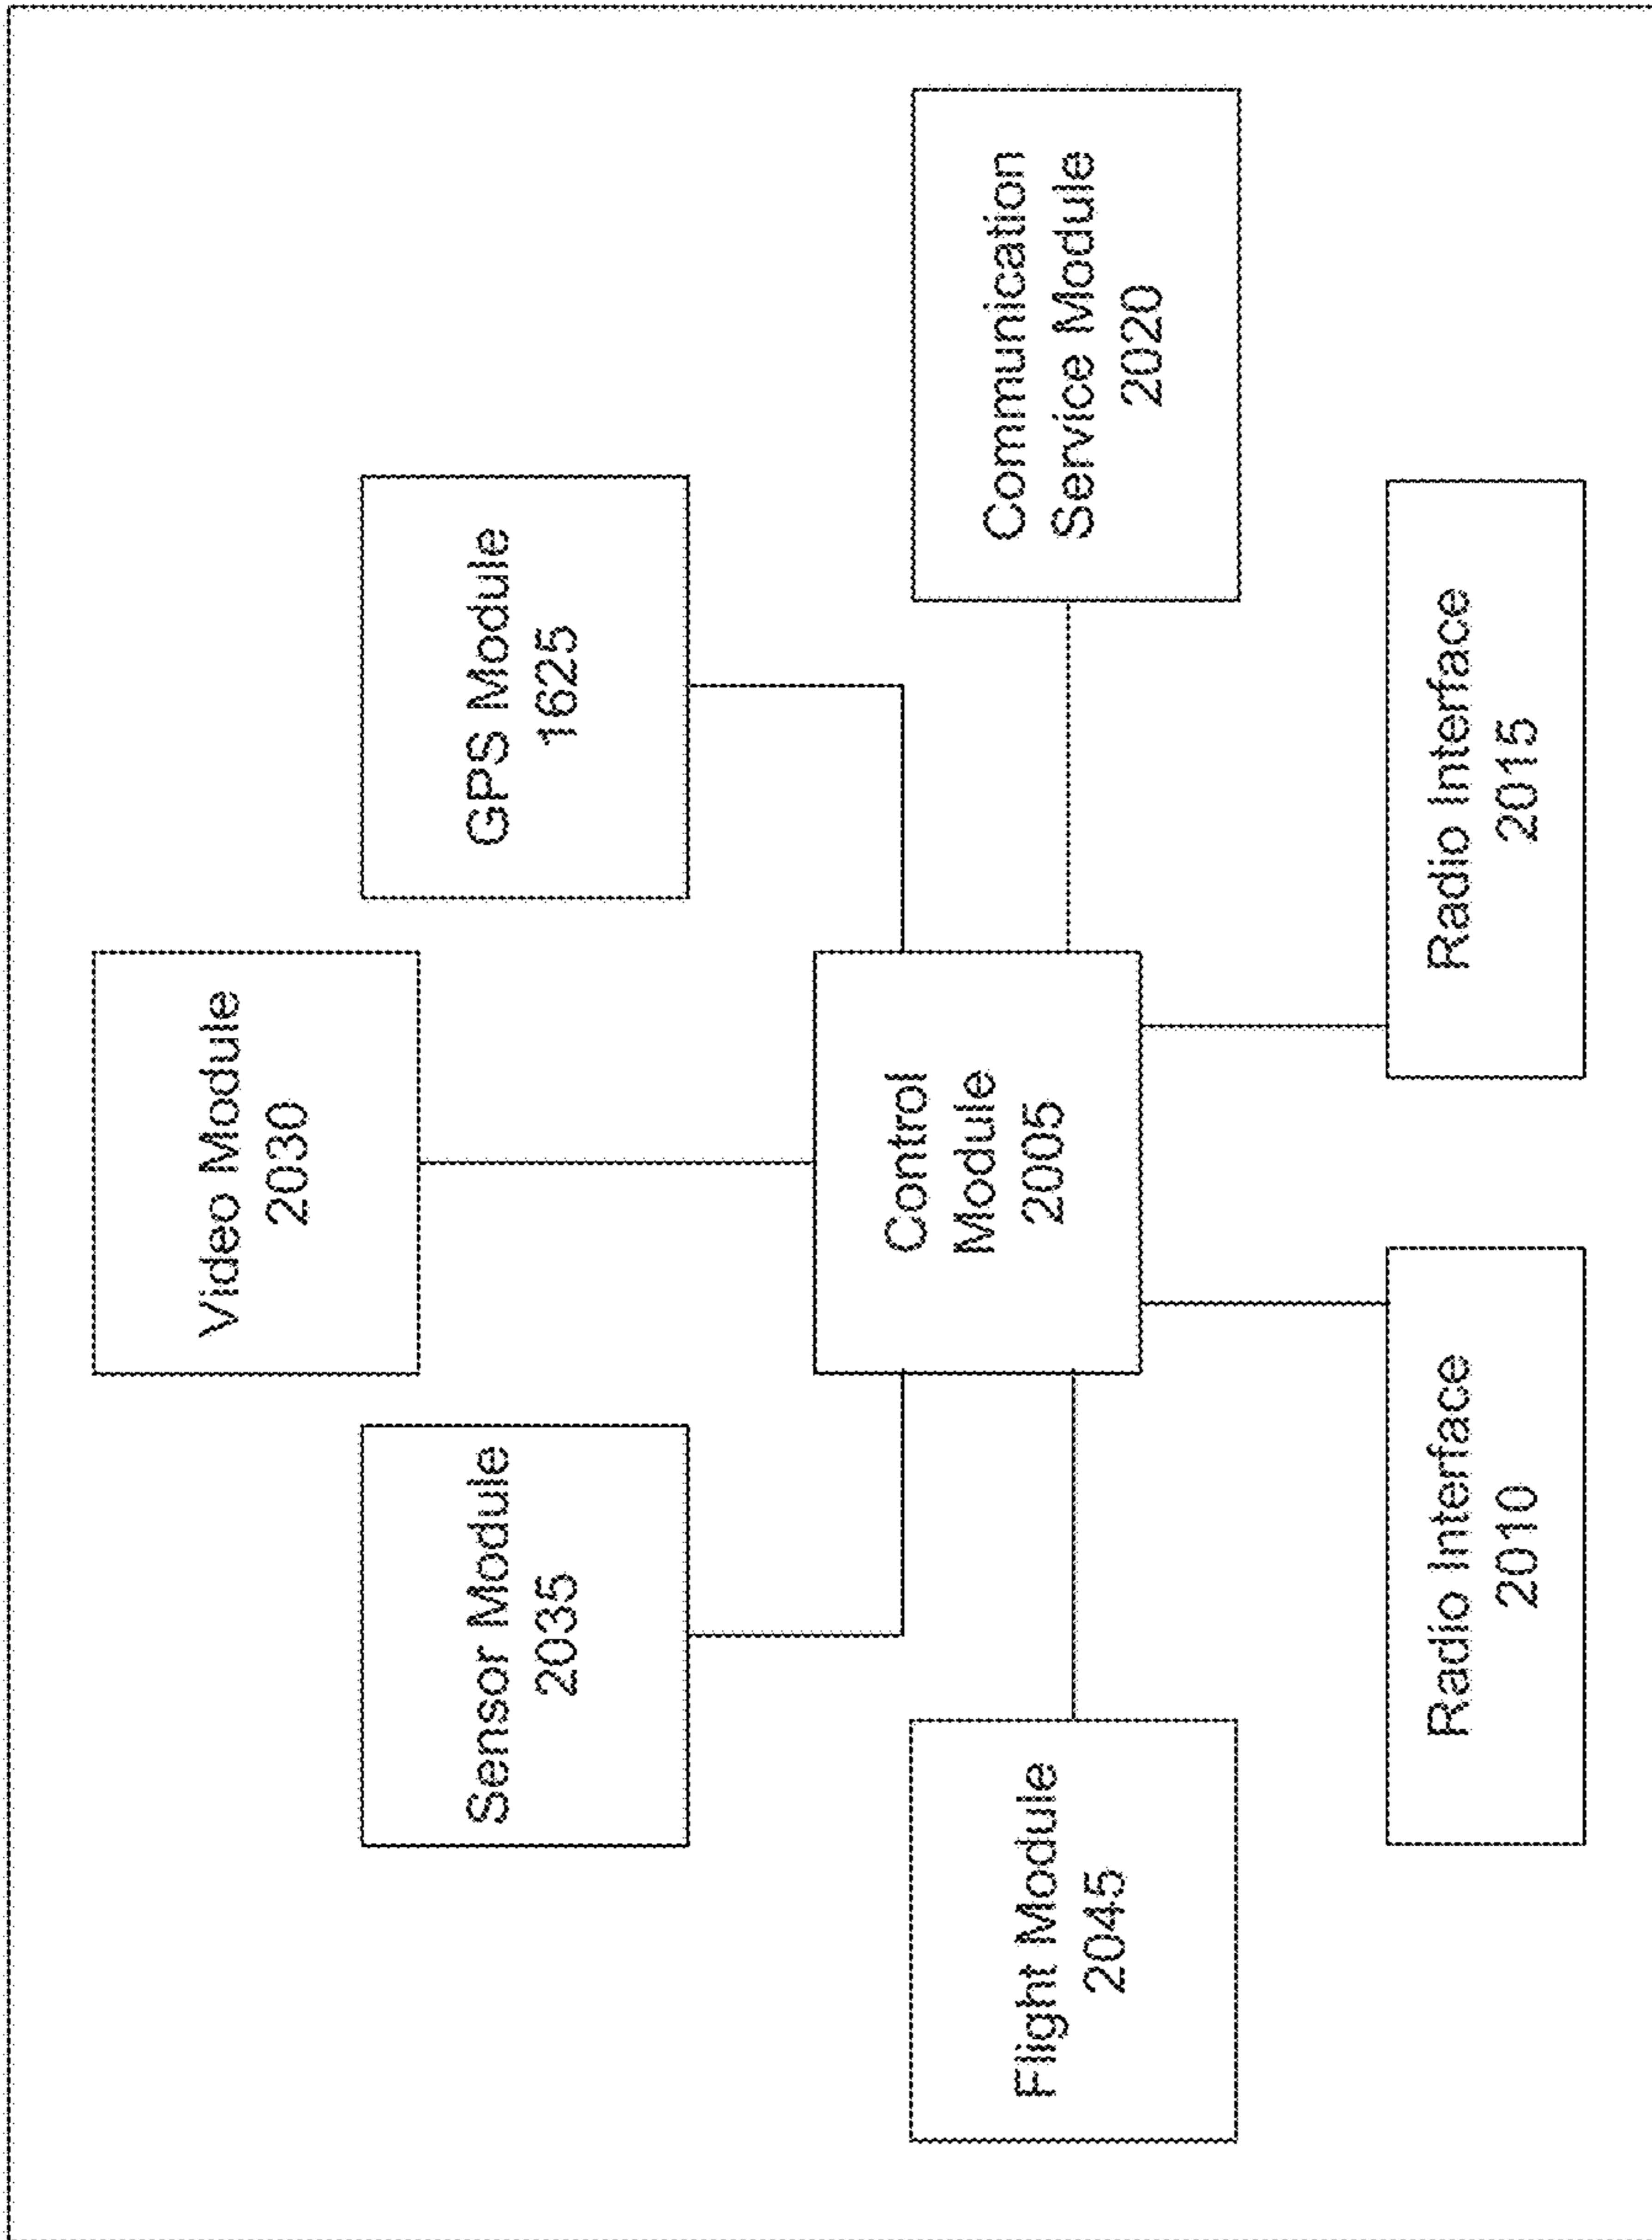 Video Module
2030
Sensor Module
2035
GPS Module
1625
Control
Module
2005
Flight Module
2045
Communication
Service Module
2020
Radio Interface
2010
Radio Interface
2015